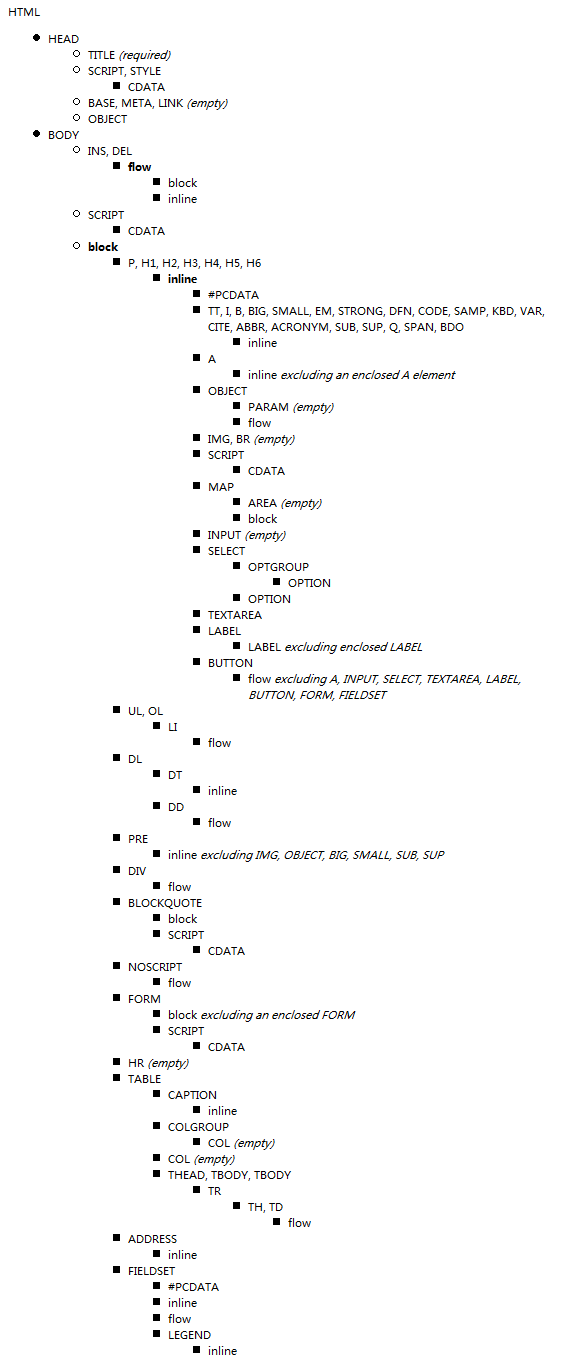 HTML
HEAD
TITLE (required)
SCRIPT, STYLE
CDATA
BASE, META, LINK (empty)
OBJECT
BODY
INS, DEL
flow
block
inline
SCRIPT
CDATA
block
P, H1, H2, H3, H4, H5, H6
inline
#PCDATA
TT, I, B, BIG, SMALL, EM, STRONG, DFN, CODE, SAMP, KBD, VAR,
CITE, ABBR, ACRONYM, SUB, SUP, Q, SPAN, BDO
inline
A
inline excluding an enclosed A element
OBJECT
PARAM (empty)
flow
IMG, BR (empty)
SCRIPT
CDATA
MAP
AREA (empty)
block
INPUT (empty)
SELECT
OPTGROUP
OPTION
OPTION
TEXTAREA
LABEL
LABEL excluding enclosed LABEL
BUTTON
flow excluding A, INPUT, SELECT, TEXTAREA, LABEL,
BUTTON, FORM, FIELDSET
UL, OL
LI
flow
DL
DT
inline
DD
flow
PRE
inline excluding IMG, OBJECT, BIG, SMALL, SUB, SUP
DIV
flow
BLOCKQUOTE
block
SCRIPT
CDATA
NOSCRIPT
flow
FORM
block excluding an enclosed FORM
SCRIPT
CDATA
HR (empty)
TABLE
CAPTION
inline
COLGROUP
COL (empty)
COL (empty)
THEAD, TBODY, TBODY
TR
TH, TD
flow
ADDRESS
inline
FIELDSET
#PCDATA
inline
flow
LEGEND
inline